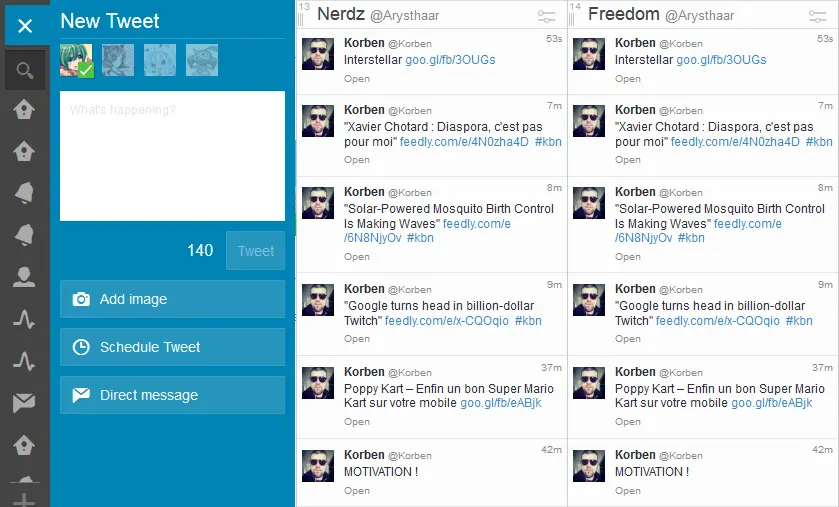 New Tweet
What's happening?
140 Tweet
Add image
Schedule Tweet
Direct message
13 Nerdz @Arysthaar
Korben @Korben 53s
Interstellar goo.gl/fb/3OUGs
Open
Korben @Korben 7m
"Xavier Chotard : Diaspora, c'est pas
pour moi" feedly.com/e/4N0zha4D #kbn
Open
Korben @Korben 8m
"Solar-Powered Mosquito Birth Control
Is Making Waves" feedly.com/e
/6N8NjyOv #kbn
Open
Korben @Korben 9m
"Google turns head in billion-dollar
Twitch" feedly.com/e/x-CQOqio #kbn
Open
Korben @Korben 37m
Poppy Kart – Enfin un bon Super Mario
Kart sur votre mobile goo.gl/fb/eABjk
Open
Korben @Korben 42m
MOTIVATION !
Open
14 Freedom @Arysthaar
Korben @Korben 53s
Interstellar goo.gl/fb/3OUGs
Open
Korben @Korben 7m
"Xavier Chotard : Diaspora, c'est pas
pour moi" feedly.com/e/4N0zha4D #kbn
Open
Korben @Korben 8m
"Solar-Powered Mosquito Birth Control
Is Making Waves" feedly.com/e
/6N8NjyOv #kbn
Open
Korben @Korben 9m
"Google turns head in billion-dollar
Twitch" feedly.com/e/x-CQOqio #kbn
Open
Korben @Korben 37m
Poppy Kart – Enfin un bon Super Mario
Kart sur votre mobile goo.gl/fb/eABjk
Open
Korben @Korben 42m
MOTIVATION !
Open